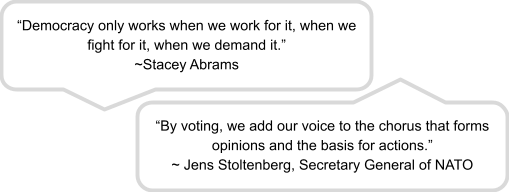 “Democracy only works when we work for it, when we
fight for it, when we demand it.”
~Stacey Abrams
“By voting, we add our voice to the chorus that forms
opinions and the basis for actions.”
~ Jens Stoltenberg, Secretary General of NATO